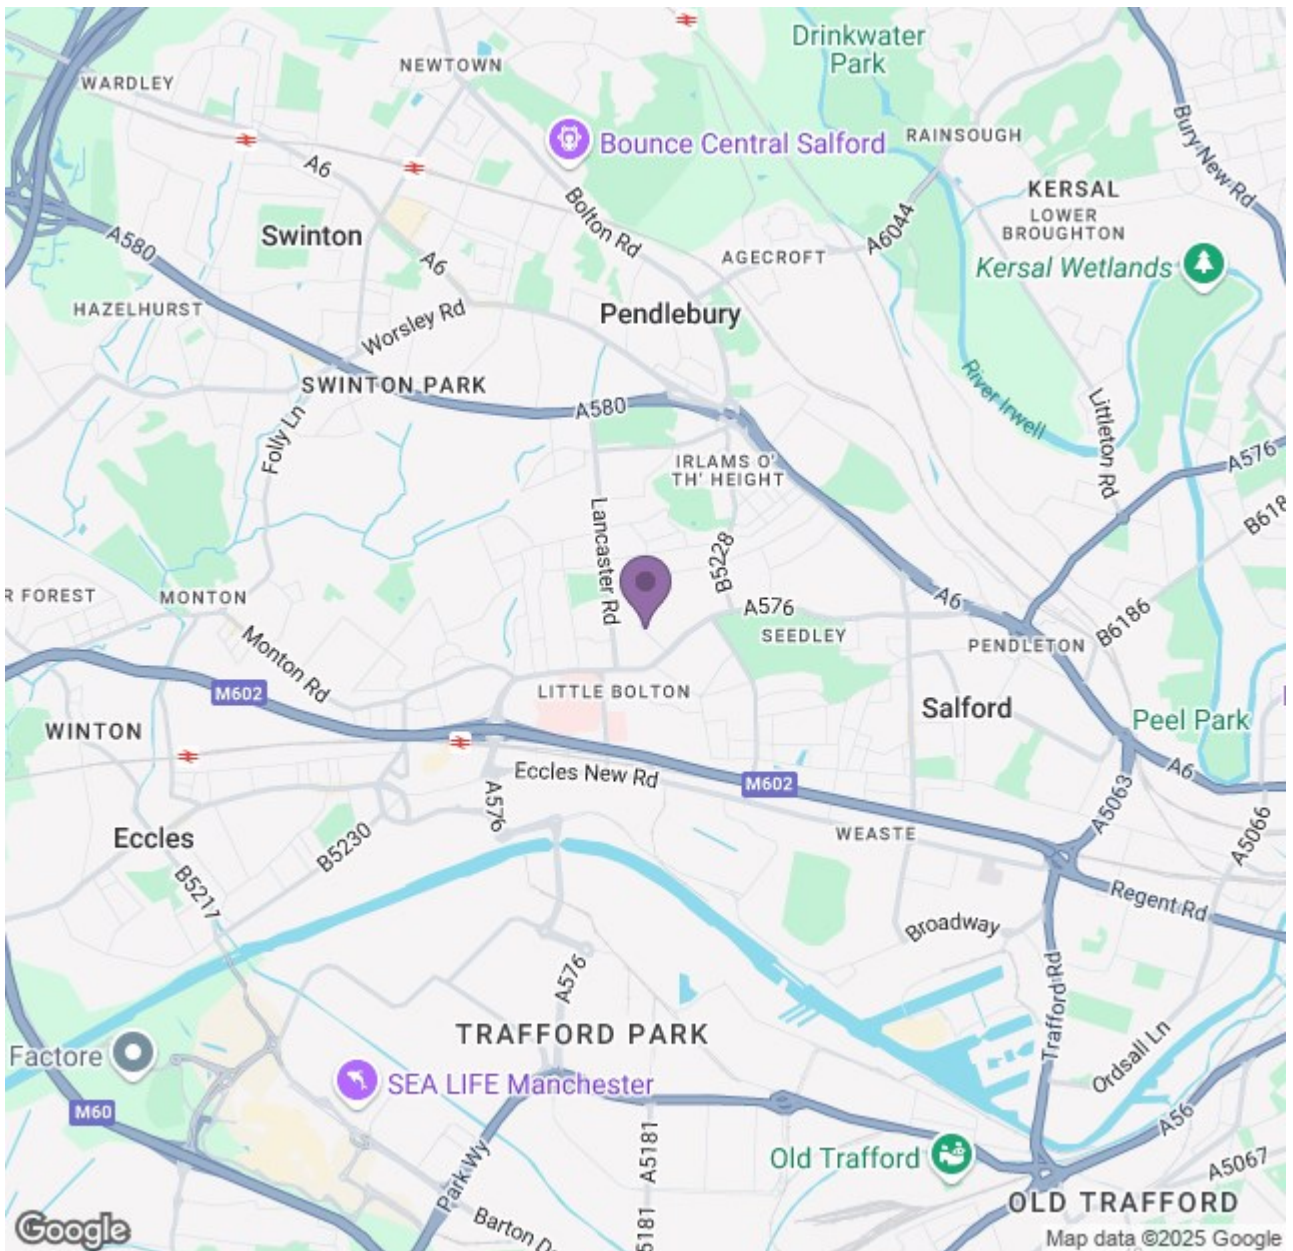 Drinkwater
Park
NEWTOWN
WARDLEY
Bounce Central Salford
RAINSOUGH
Bury New Rd
A6
KERSAL
LOWER
BROUGHTON
Bolton Rd
A6044
Swinton
A580
A6
AGECROFT
Kersal Wetlands
HAZELHURST
Worsley Rd
Pendlebury
SWINTON PARK
A580
River Irwell
Littleton Rd
Folly Ln
IRLAMS O'
TH' HEIGHT
A576
B618
Lancaster Rd
B5228
R FOREST
MONTON
A576
A6
B6186
SEEDLEY
PENDLETON
Monton Rd
M602
LITTLE BOLTON
Salford
Peel Park
WINTON
Eccles New Rd
M602
A6
A576
A5063
Eccles
B5230
WEASTE
A5066
B5217
Regent Rd
Broadway
A576
Trafford Rd
TRAFFORD PARK
Factore
SEA LIFE Manchester
Ordsall Ln
M60
A56
A5181
Park Wy
Old Trafford
A5067
OLD TRAFFORD
5181
Barton D
Google
Map data ©2025 Google